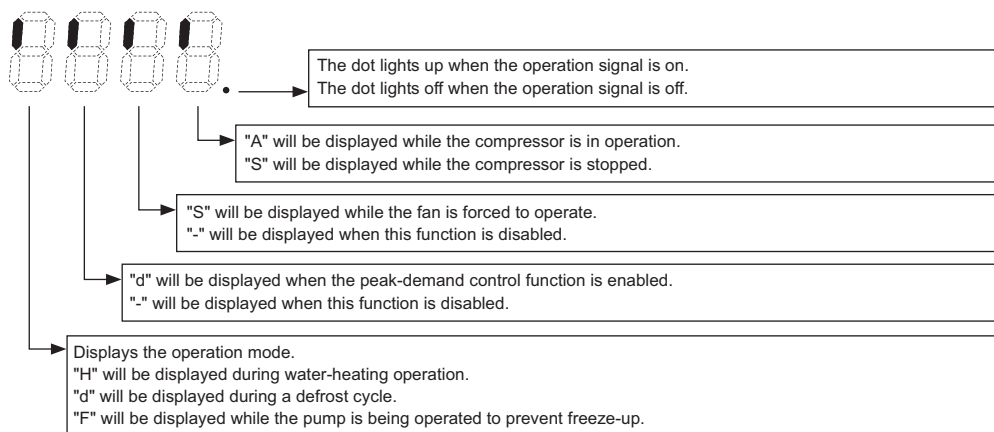 The dot lights up when the operation signal is on.
The dot lights off when the operation signal is off.
"A" will be displayed while the compressor is in operation.
"S" will be displayed while the compressor is stopped.
"S" will be displayed while the fan is forced to operate.
"-" will be displayed when this function is disabled.
"d" will be displayed when the peak-demand control function is enabled.
"-" will be displayed when this function is disabled.
Displays the operation mode.
"H" will be displayed during water-heating operation.
"d" will be displayed during a defrost cycle.
"F" will be displayed while the pump is being operated to prevent freeze-up.